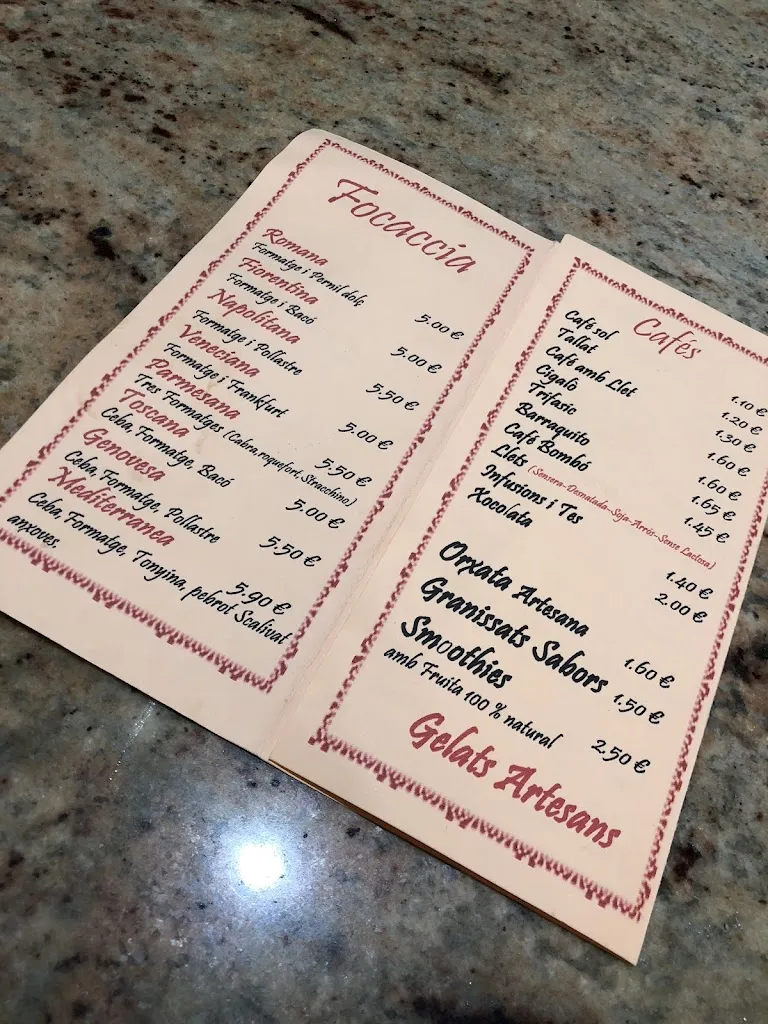 Focaccia
Romana 5.00 €
Formatge i Pernil dolç
Fiorentina 5.00 €
Formatge i Bacó
Napolitana 5.50 €
Formatge i Pollastre
Veneciana 5.00 €
Formatge i Frankfurt
Parmesana 5.50 €
Tres Formatges (Cabra, roquefort, Stracchino)
Toscana 5.00 €
Ceba, Formatge, Bacó
Genovesa 5.50 €
Ceba, Formatge, Pollastre
Mediterranea 5.90 €
Ceba, Formatge, Tonyina, pebrot Scalivat
anxoves.
Cafés
Café sol 1.10 €
Tallat 1.20 €
Café amb Llet 1.30 €
Cigaló 1.60 €
Trifasic 1.60 €
Barraquito 1.65 €
Café Bombó 1.45 €
Llets (Sensera-Desnatada-Soja-Arròs-Sense Lactosa)
Infusions i Tes 1.40 €
Xocolata 2.00 €
Orxata Artesana 1.60 €
Granissats Sabors 1.50 €
Smoothies
amb Fruita 100 % natural 2.50 €
Gelats Artesans